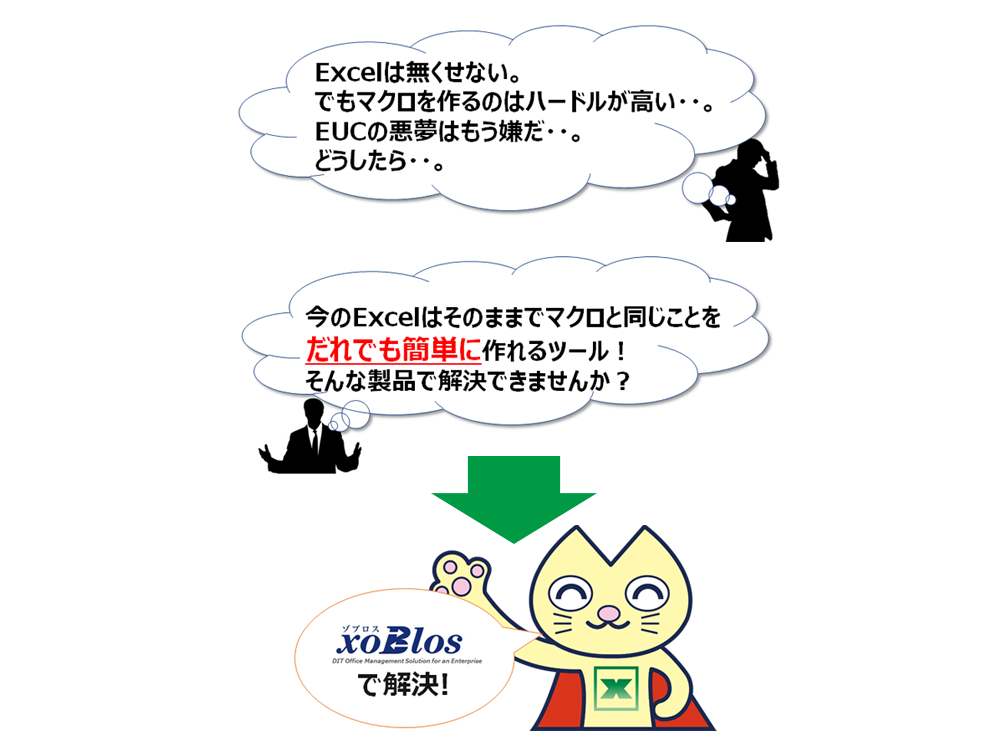 Excelは無くせない。
でもマクロを作るのはハードルが高い・・。
EUCの悪夢はもう嫌だ・・。
どうしたら・・。
今のExcelはそのままでマクロと同じことを
だれでも簡単に作れるツール！
そんな製品で解決できませんか？
ゾブロス
xoBlos
DIT Office Management Solution for an Enterprise
で解決!
X